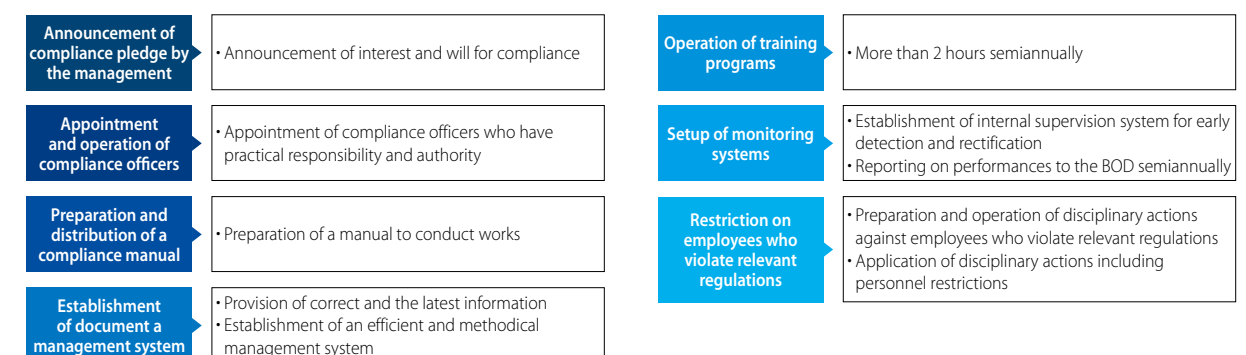 Announcement of
compliance pledge by
the management
• Announcement of interest and will for compliance
Appointment
and operation of
compliance officers
• Appointment of compliance officers who have
practical responsibility and authority
Preparation and
distribution of a
compliance manual
• Preparation of a manual to conduct works
Establishment
of document a
management system
• Provision of correct and the latest information
• Establishment of an efficient and methodical
management system
Operation of training
programs
• More than 2 hours semiannually
Setup of monitoring
systems
• Establishment of internal supervision system for early
detection and rectification
• Reporting on performances to the BOD semiannually
Restriction on
employees who
violate relevant
regulations
• Preparation and operation of disciplinary actions
against employees who violate relevant regulations
• Application of disciplinary actions including
personnel restrictions